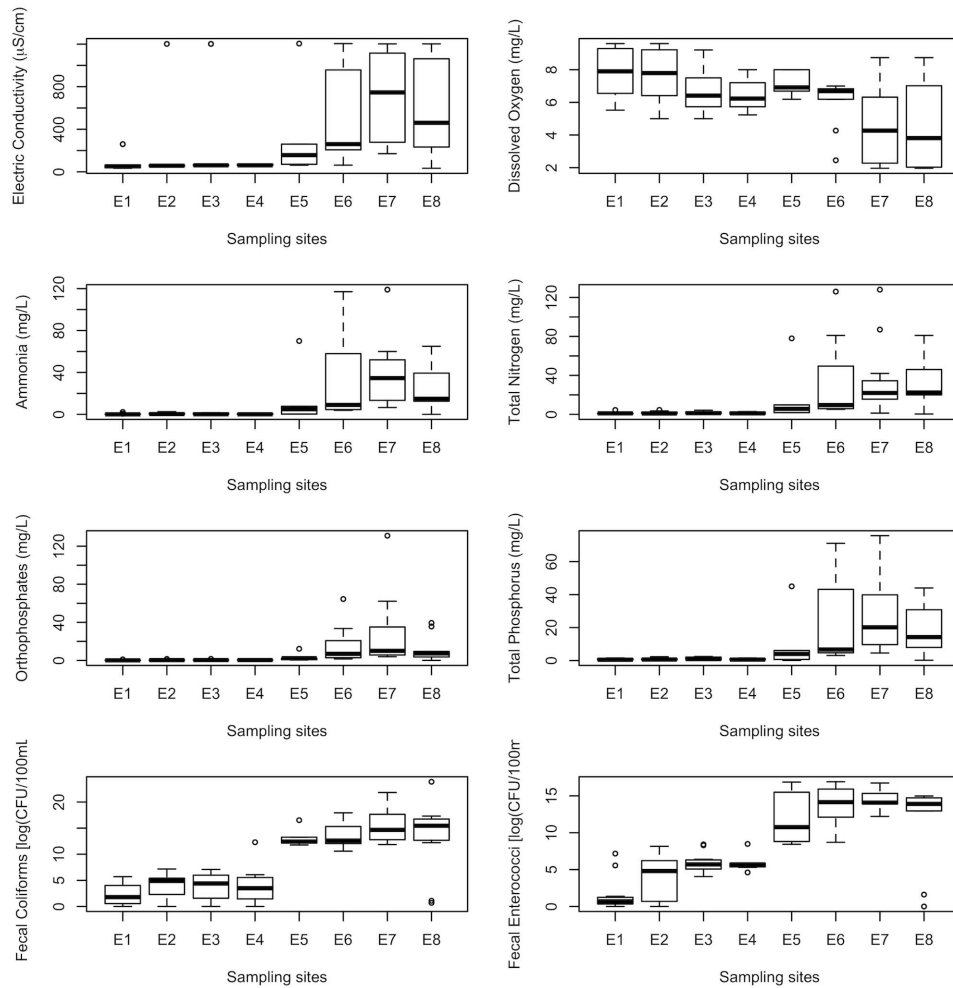 Electric Conductivity (µS/cm)
800
400
0
E1 E2 E3 E4 E5 E6 E7 E8
Sampling sites
Dissolved Oxygen (mg/L)
8
6
4
2
E1 E2 E3 E4 E5 E6 E7 E8
Sampling sites
Ammonia (mg/L)
120
80
40
0
E1 E2 E3 E4 E5 E6 E7 E8
Sampling sites
Total Nitrogen (mg/L)
120
80
40
0
E1 E2 E3 E4 E5 E6 E7 E8
Sampling sites
Orthophosphates (mg/L)
120
80
40
0
E1 E2 E3 E4 E5 E6 E7 E8
Sampling sites
Total Phosphorus (mg/L)
60
40
20
0
E1 E2 E3 E4 E5 E6 E7 E8
Sampling sites
Fecal Coliforms [log(CFU/100mL
20
15
10
5
0
E1 E2 E3 E4 E5 E6 E7 E8
Sampling sites
Fecal Enterococci [log(CFU/100m
15
10
5
0
E1 E2 E3 E4 E5 E6 E7 E8
Sampling sites